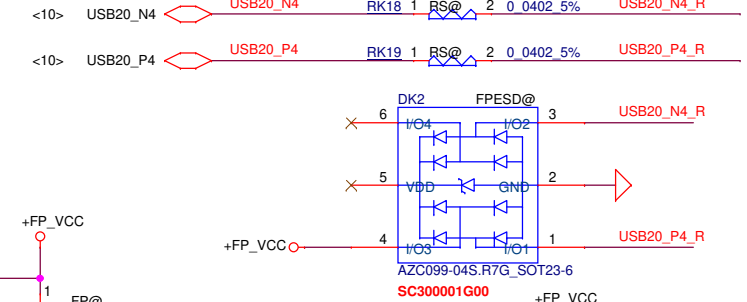 <10> USB20_N4 USB20_N4 RK18 1 RS@ 2 0_0402_5% USB20_N4_R
<10> USB20_P4 USB20_P4 RK19 1 RS@ 2 0_0402_5% USB20_P4_R
DK2 FPESD@
6 I/O4 I/O2 3 USB20_N4_R
5 VDD GND 2
+FP_VCC
+FP_VCC 4 I/O3 I/O1 1 USB20_P4_R
AZC099-04S.R7G_SOT23-6
SC300001G00
1
FP@
+FP_VCC